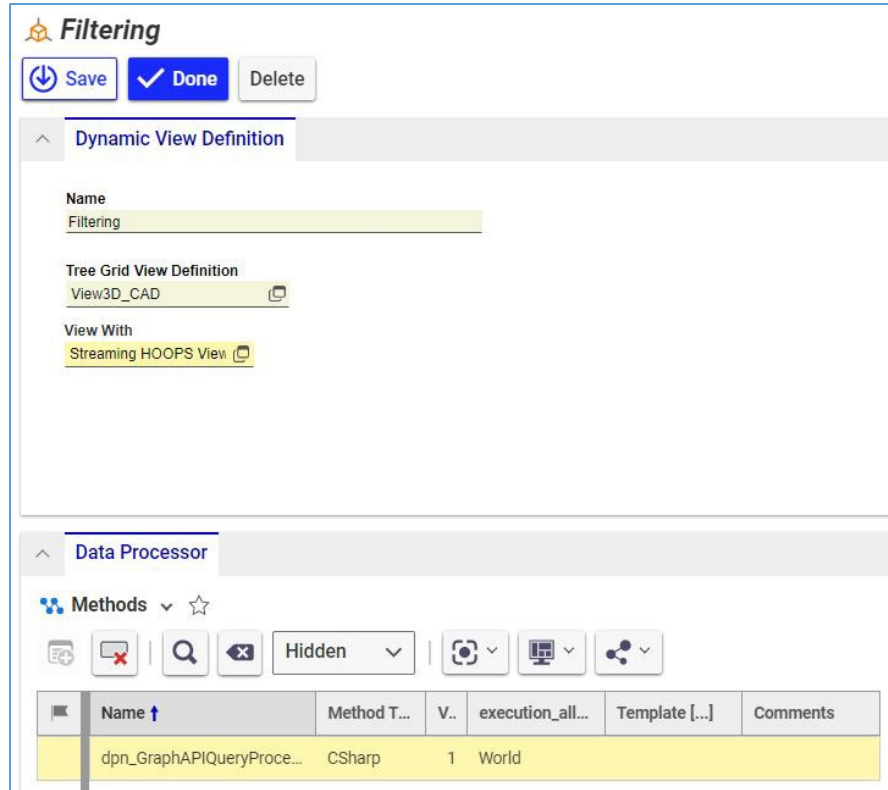 Filtering
Save Done Delete
Dynamic View Definition
Name
Filtering
Tree Grid View Definition
View3D_CAD
View With
Streaming HOOPS View
Data Processor
Methods
Hidden
Name Method T... V.. execution_all... Template [...] Comments
dpn_GraphAPIQueryProce... CSharp 1 World